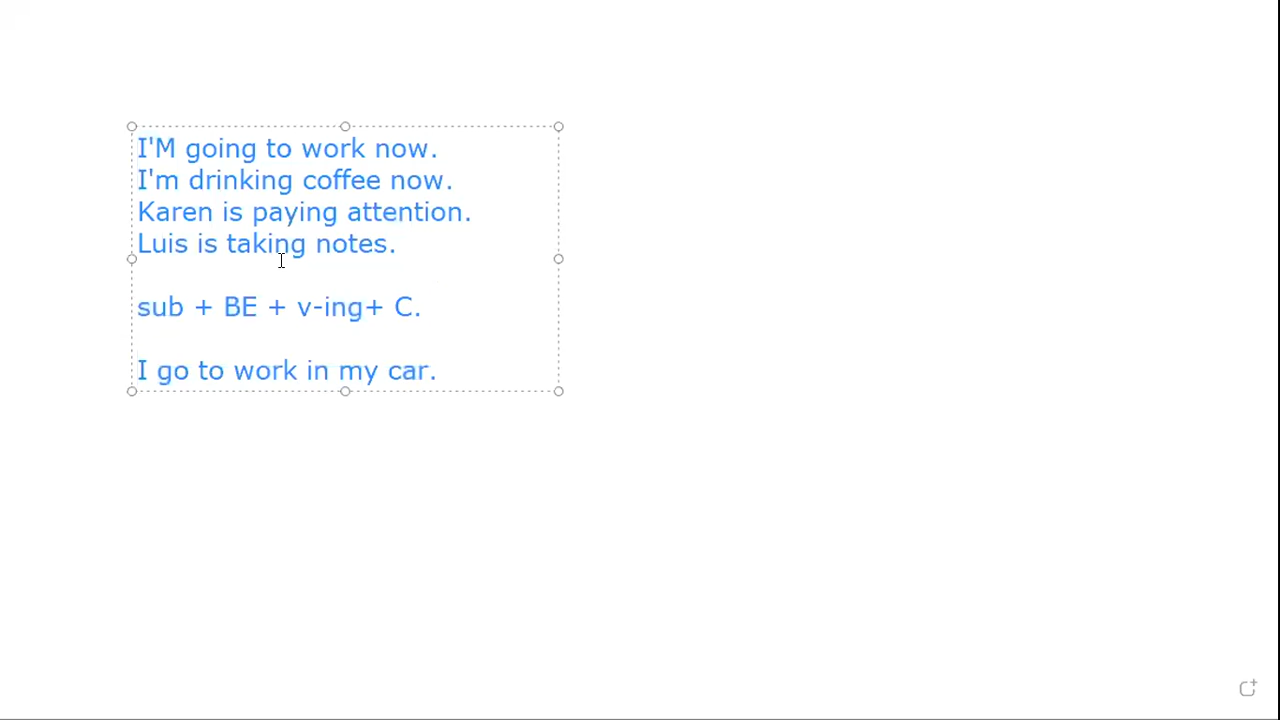 I'M going to work now.
I'm drinking coffee now.
Karen is paying attention.
Luis is taking notes.
sub + BE + v-ing+ C.
I go to work in my car.